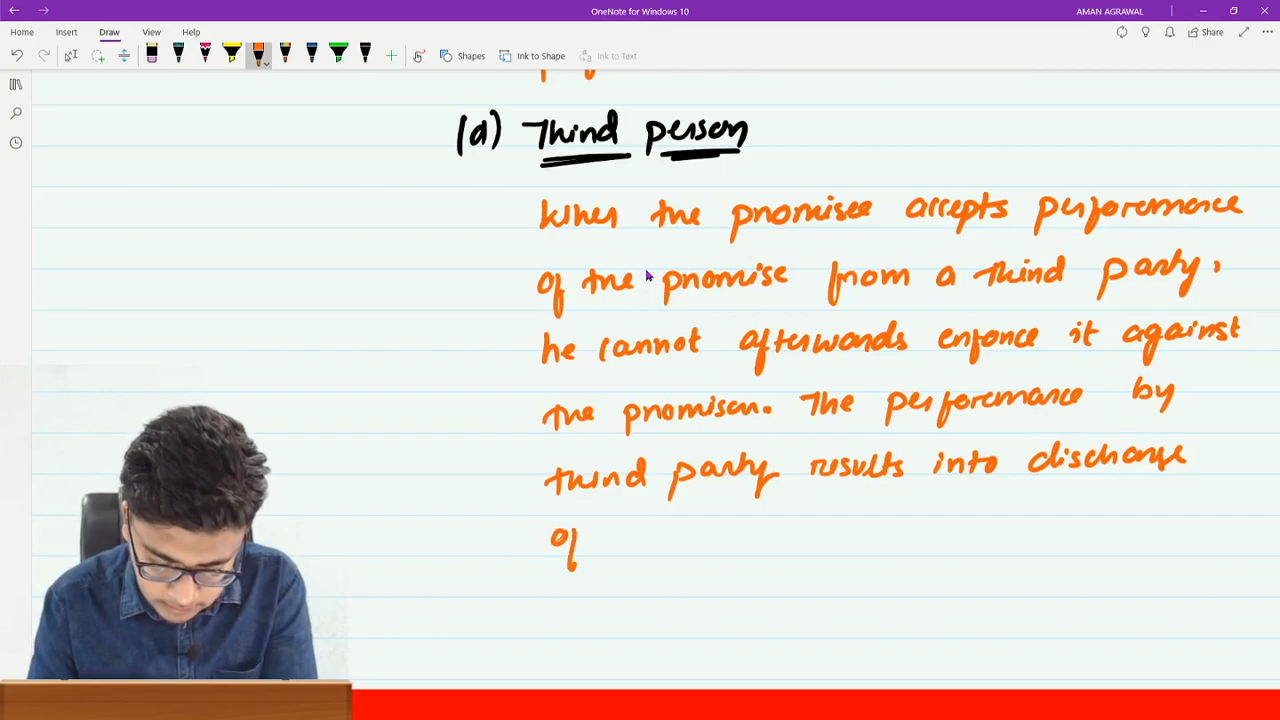 OneNote for Windows 10
AMAN AGRAWAL
Home Insert Draw View Help
Share
Shapes Ink to Shape Ink to Text
(d) Third person
When the promisee accepts performance
of the promise from a third party,
he cannot afterwards enforce it against
the promisor. The performance by
third party results into discharge
of